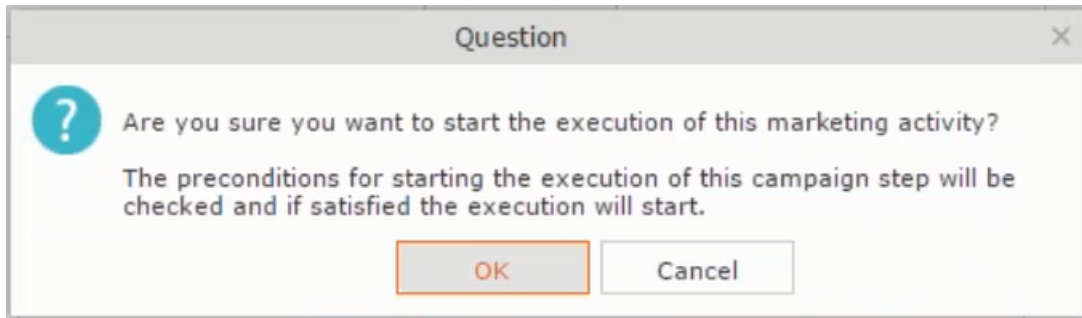 Question
Are you sure you want to start the execution of this marketing activity?
The preconditions for starting the execution of this campaign step will be
checked and if satisfied the execution will start.
OK
Cancel